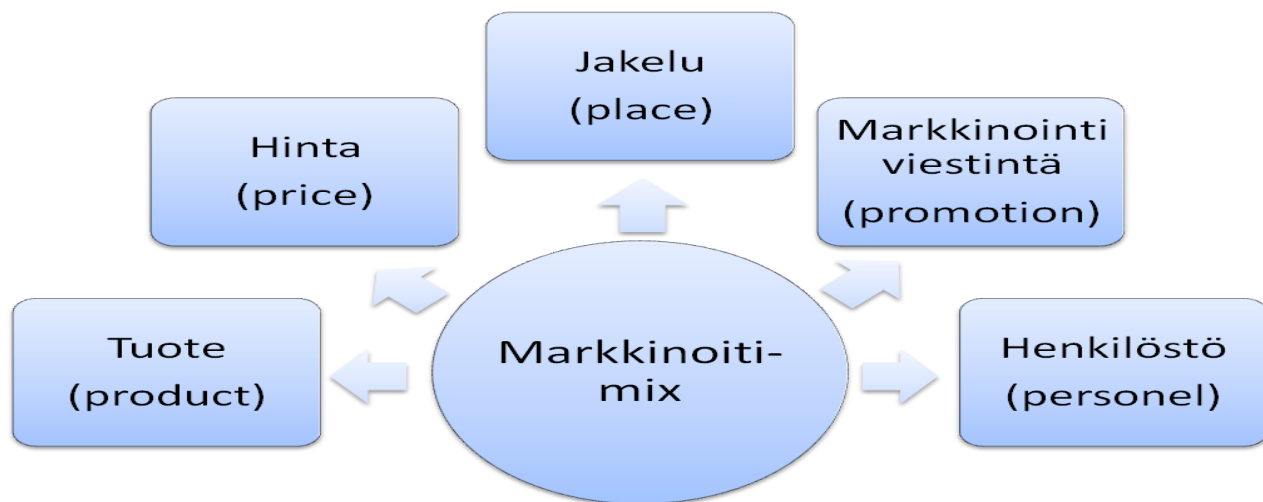 Jakelu
(place)
Hinta
(price)
Markkinointi
viestintä
(promotion)
Tuote
(product)
Markkinoiti-
mix
Henkilöstö
(personel)